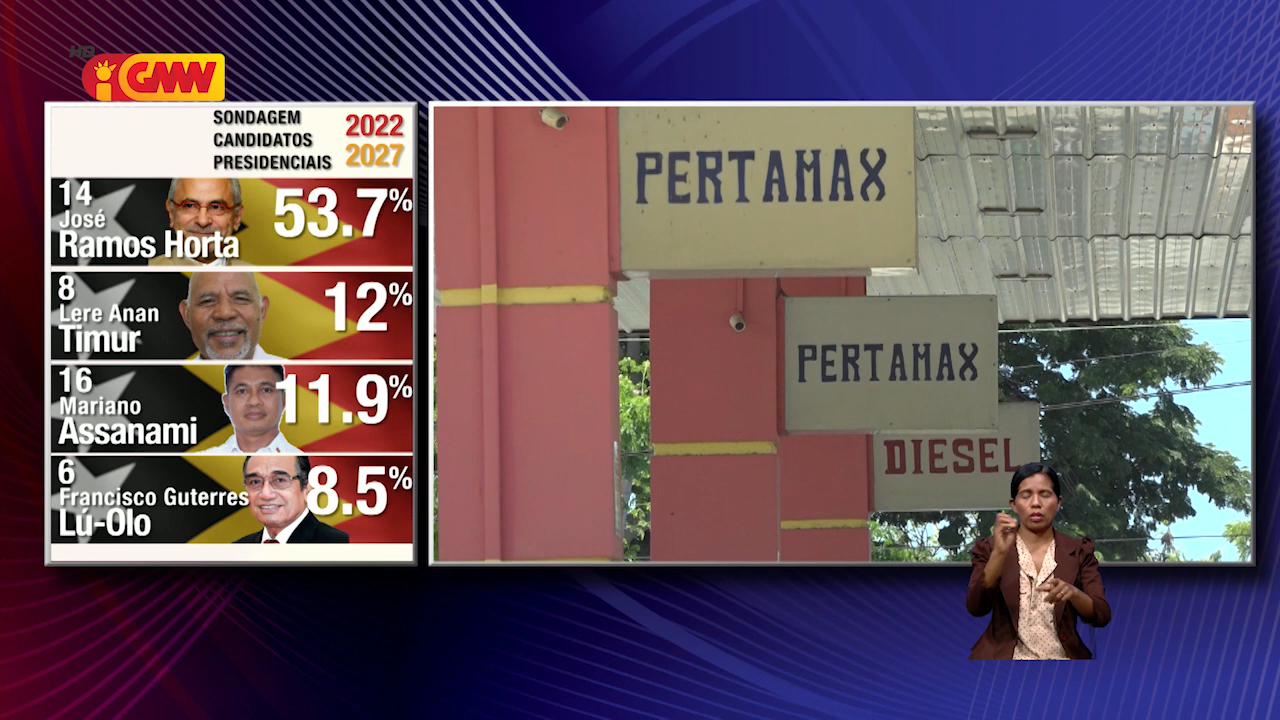 GMN
SONDAGEM
CANDIDATOS
PRESIDENCIAIS
2022
2027
14
José
Ramos Horta
53.7%
8
Lere Anan
Timur
12%
16
Mariano
Assanami
11.9%
6
Francisco Guterres
Lú-Olo
8.5%
PERTAMAX
PERTAMAX
DIESEL